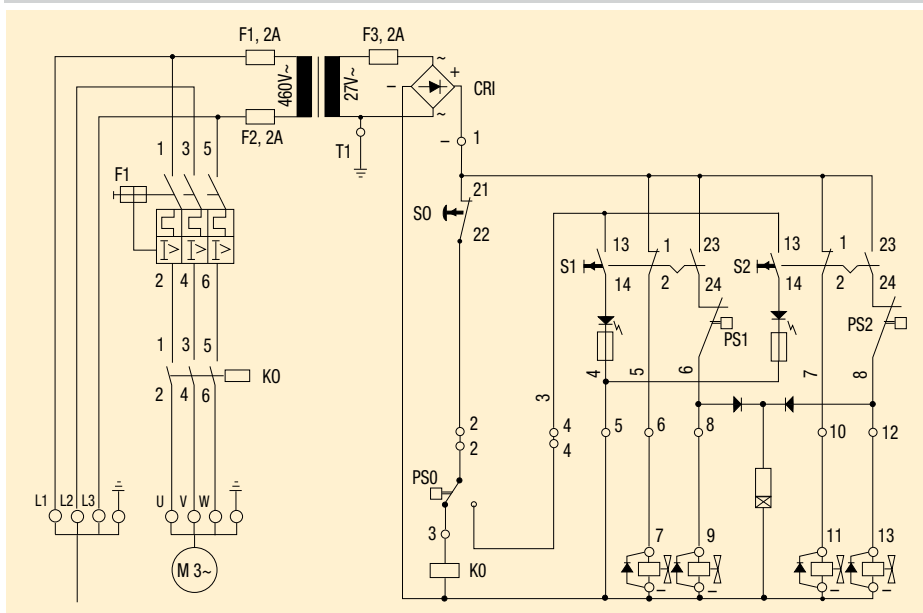 F1, 2A
F3, 2A
460V~
27V~
~
+
–
~
CRI
F2, 2A
T1
– 1
1 3 5
F1
I> I> I>
2 4 6
21
S0
22
13 1 23
S1
14 2 24
PS1
13 1 23
S2
14 2 24
PS2
1 3 5
K0
2 4 6
3
4
5
6
7
8
2
2
4
4
5
6
8
10
12
PS0
3
K0
L1 L2 L3
U V W
M 3~
7
9
11
13
–
–
–
–